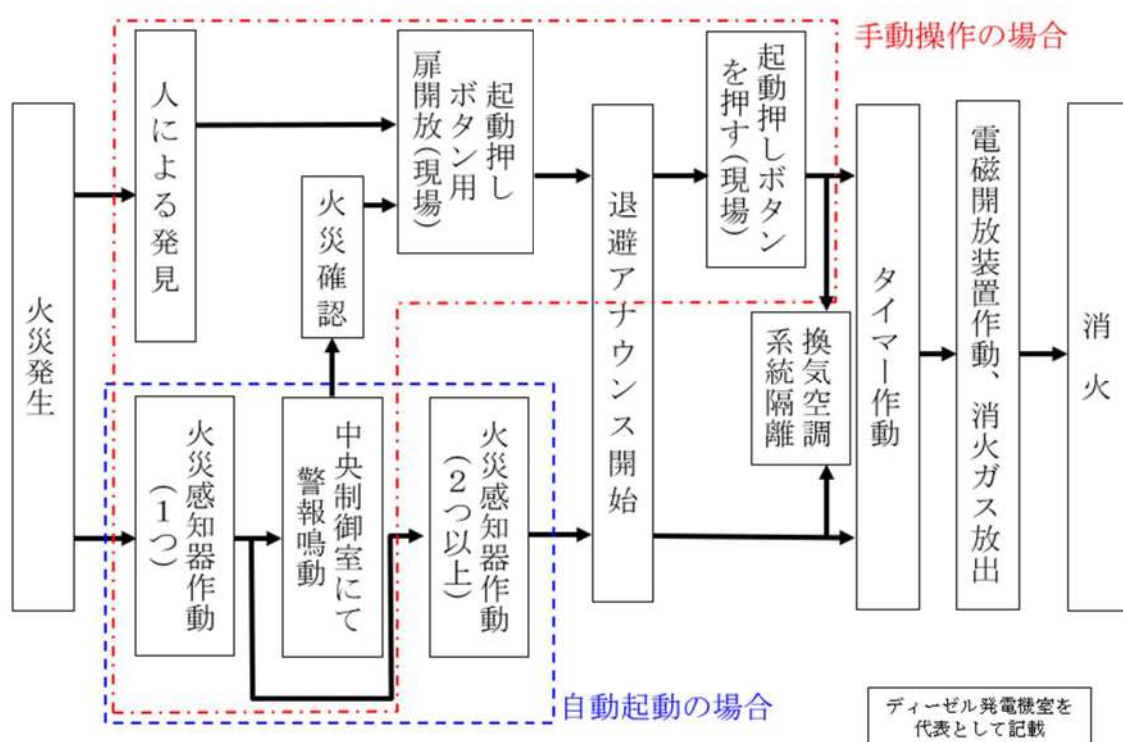 手動操作の場合
火災発生
人による発見
火災感知器作動
(1つ)
火災確認
中央制御室にて
警報鳴動
起動押し
ボタン用
扉開放(現場)
火災感知器作動
(2つ以上)
退避アナウンス開始
起動押しボタン
を押す(現場)
換気空調
系統隔離
タイマー作動
電磁開放装置作動、消火ガス放出
消火
自動起動の場合
ディーゼル発電機室を
代表として記載